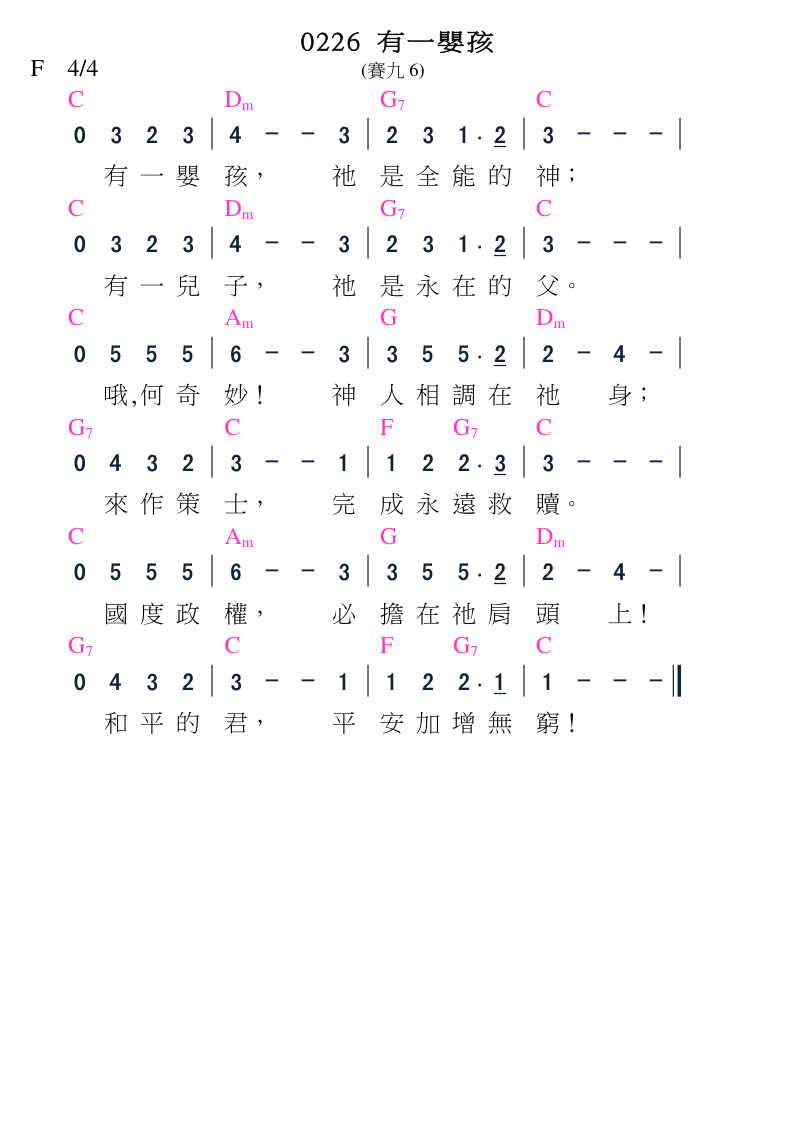 0226 有一嬰孩
F 4/4 (賽九 6)
C Dm G7 C
0 3 2 3 | 4 － － 3 | 2 3 1 · 2 | 3 － － － |
有 一 嬰 孩， 祂 是 全 能 的 神；
C Dm G7 C
0 3 2 3 | 4 － － 3 | 2 3 1 · 2 | 3 － － － |
有 一 兒 子， 祂 是 永 在 的 父。
C Am G Dm
0 5 5 5 | 6 － － 3 | 3 5 5 · 2 | 2 － 4 － |
哦,何 奇 妙！ 神 人 相 調 在 祂 身；
G7 C F G7 C
0 4 3 2 | 3 － － 1 | 1 2 2 · 3 | 3 － － － |
來 作 策 士， 完 成 永 遠 救 贖。
C Am G Dm
0 5 5 5 | 6 － － 3 | 3 5 5 · 2 | 2 － 4 － |
國 度 政 權， 必 擔 在 祂 肩 頭 上！
G7 C F G7 C
0 4 3 2 | 3 － － 1 | 1 2 2 · 1 | 1 － － － ‖
和 平 的 君， 平 安 加 增 無 窮！